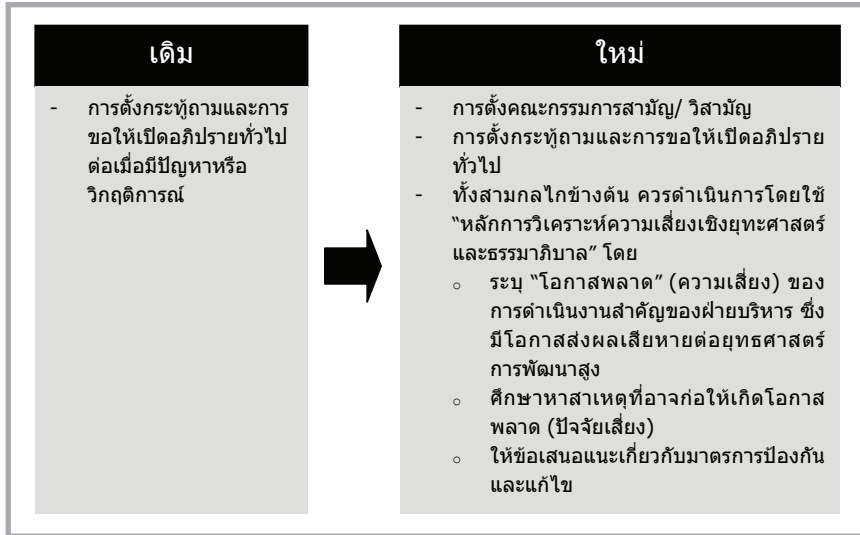 เดิม
- การตั้งกระทู้ถามและการ
ขอให้เปิดอภิปรายทั่วไป
ต่อเมื่อมีปัญหาหรือ
วิกฤติการณ์
ใหม่
- การตั้งคณะกรรมการสามัญ/ วิสามัญ
- การตั้งกระทู้ถามและการขอให้เปิดอภิปราย
ทั่วไป
- ทั้งสามกลไกข้างต้น ควรดำเนินการโดยใช้
“หลักการวิเคราะห์ความเสี่ยงเชิงยุทะศาสตร์
และธรรมาภิบาล” โดย
○ ระบุ “โอกาสพลาด” (ความเสี่ยง) ของ
การดำเนินงานสำคัญของฝ่ายบริหาร ซึ่ง
มีโอกาสส่งผลเสียหายต่อยุทธศาสตร์
การพัฒนาสูง
○ ศึกษาหาสาเหตุที่อาจก่อให้เกิดโอกาส
พลาด (ปัจจัยเสี่ยง)
○ ให้ข้อเสนอแนะเกี่ยวกับมาตรการป้องกัน
และแก้ไข